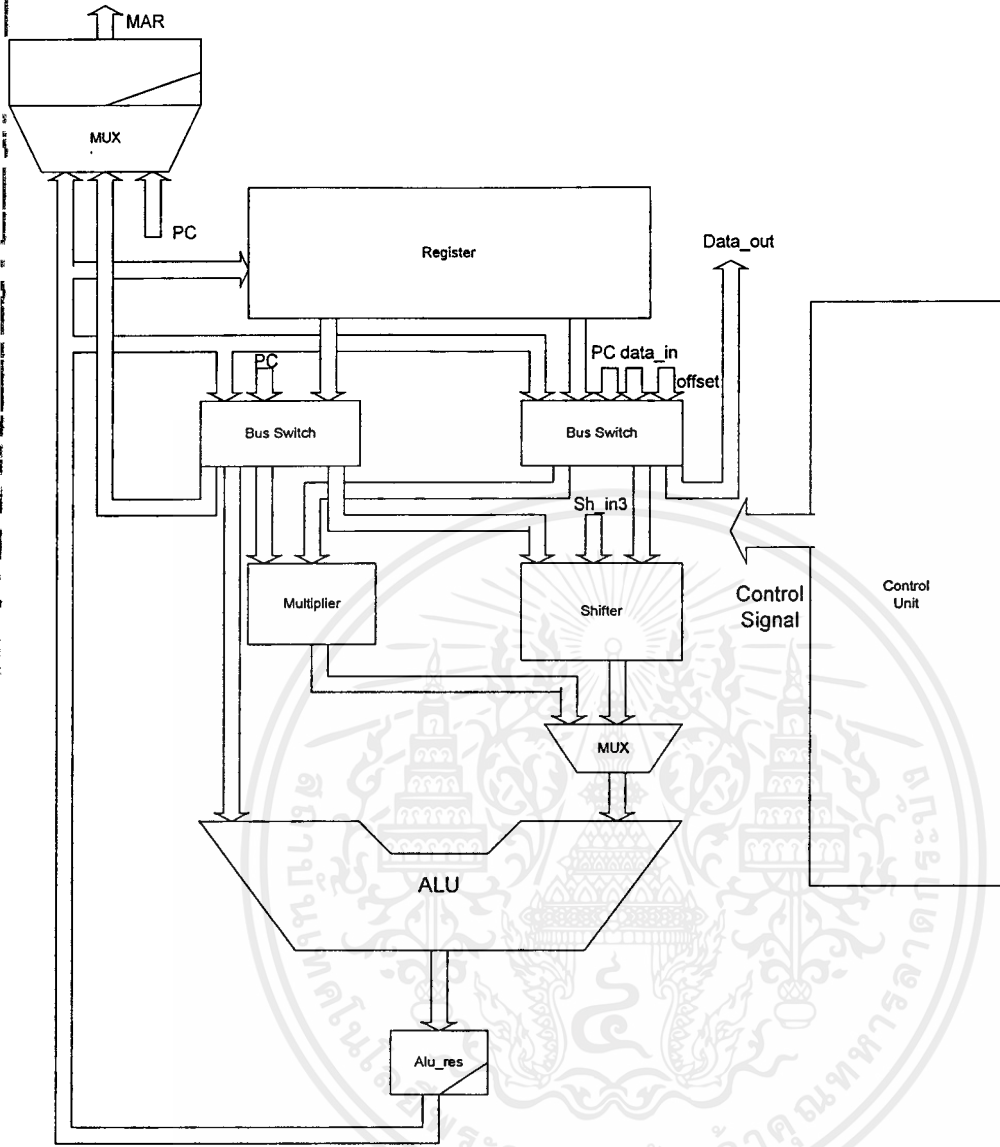 MAR
MUX
PC
Register
Data_out
PC
PC data_in
offset
Bus Switch
Bus Switch
Sh_in3
Multiplier
Shifter
Control
Signal
Control
Unit
MUX
ALU
Alu_res